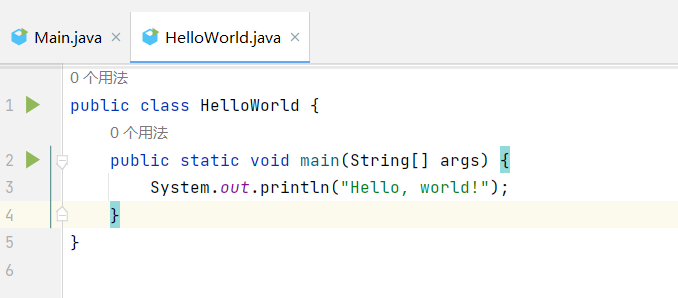 Main.java HelloWorld.java
0 个用法
1 public class HelloWorld {
0 个用法
2 public static void main(String[] args) {
3 System.out.println("Hello, world!");
4 }
5 }
6